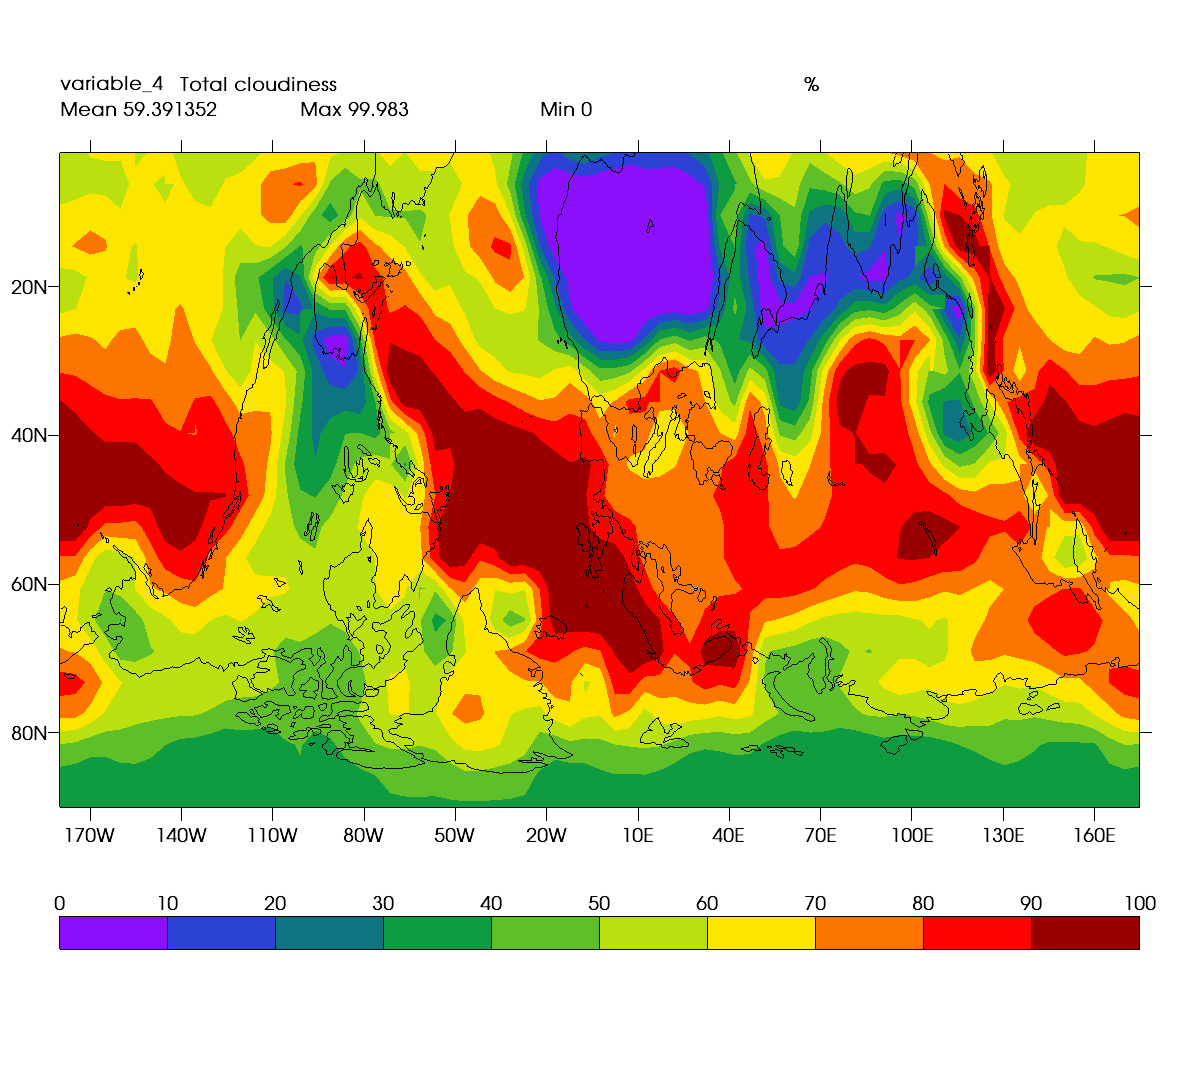 variable_4 Total cloudiness %
Mean 59.391352 Max 99.983 Min 0
20N
40N
60N
80N
170W 140W 110W 80W 50W 20W 10E 40E 70E 100E 130E 160E
0 10 20 30 40 50 60 70 80 90 100